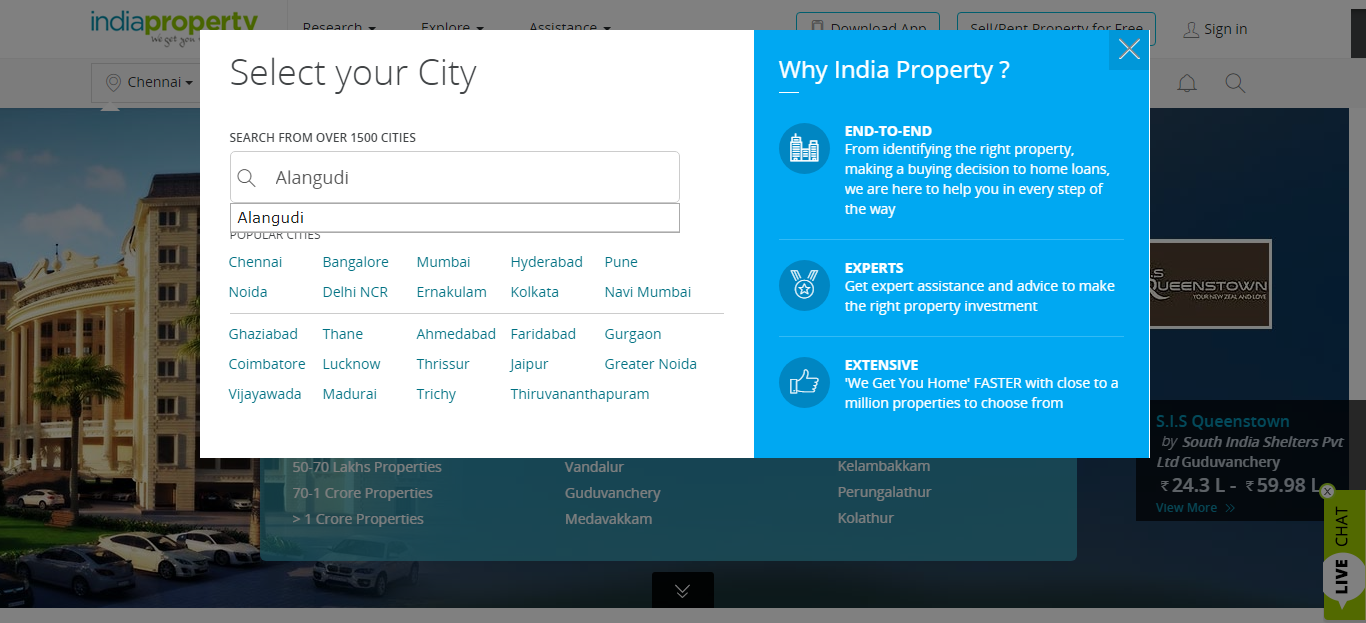 indiaproperty
we get you
Research
Explore
Assistance
Download App
Sell/Rent Property for Free
Sign in
Chennai
Select your City
SEARCH FROM OVER 1500 CITIES
Alangudi
Alangudi
POPULAR CITIES
Chennai Bangalore Mumbai Hyderabad Pune
Noida Delhi NCR Ernakulam Kolkata Navi Mumbai
Ghaziabad Thane Ahmedabad Faridabad Gurgaon
Coimbatore Lucknow Thrissur Jaipur Greater Noida
Vijayawada Madurai Trichy Thiruvananthapuram
Why India Property ?
END-TO-END
From identifying the right property,
making a buying decision to home loans,
we are here to help you in every step of
the way
EXPERTS
Get expert assistance and advice to make
the right property investment
EXTENSIVE
'We Get You Home' FASTER with close to a
million properties to choose from
50-70 Lakhs Properties Vandalur Kelambakkam
70-1 Crore Properties Guduvanchery Perungalathur
> 1 Crore Properties Medavakkam Kolathur
QUEENSTOWN
YOUR NEW ZEAL AND LOVE
S.I.S Queenstown
by South India Shelters Pvt
Ltd Guduvanchery
₹ 24.3 L - ₹ 59.98 L
View More »
x
LIVE CHAT